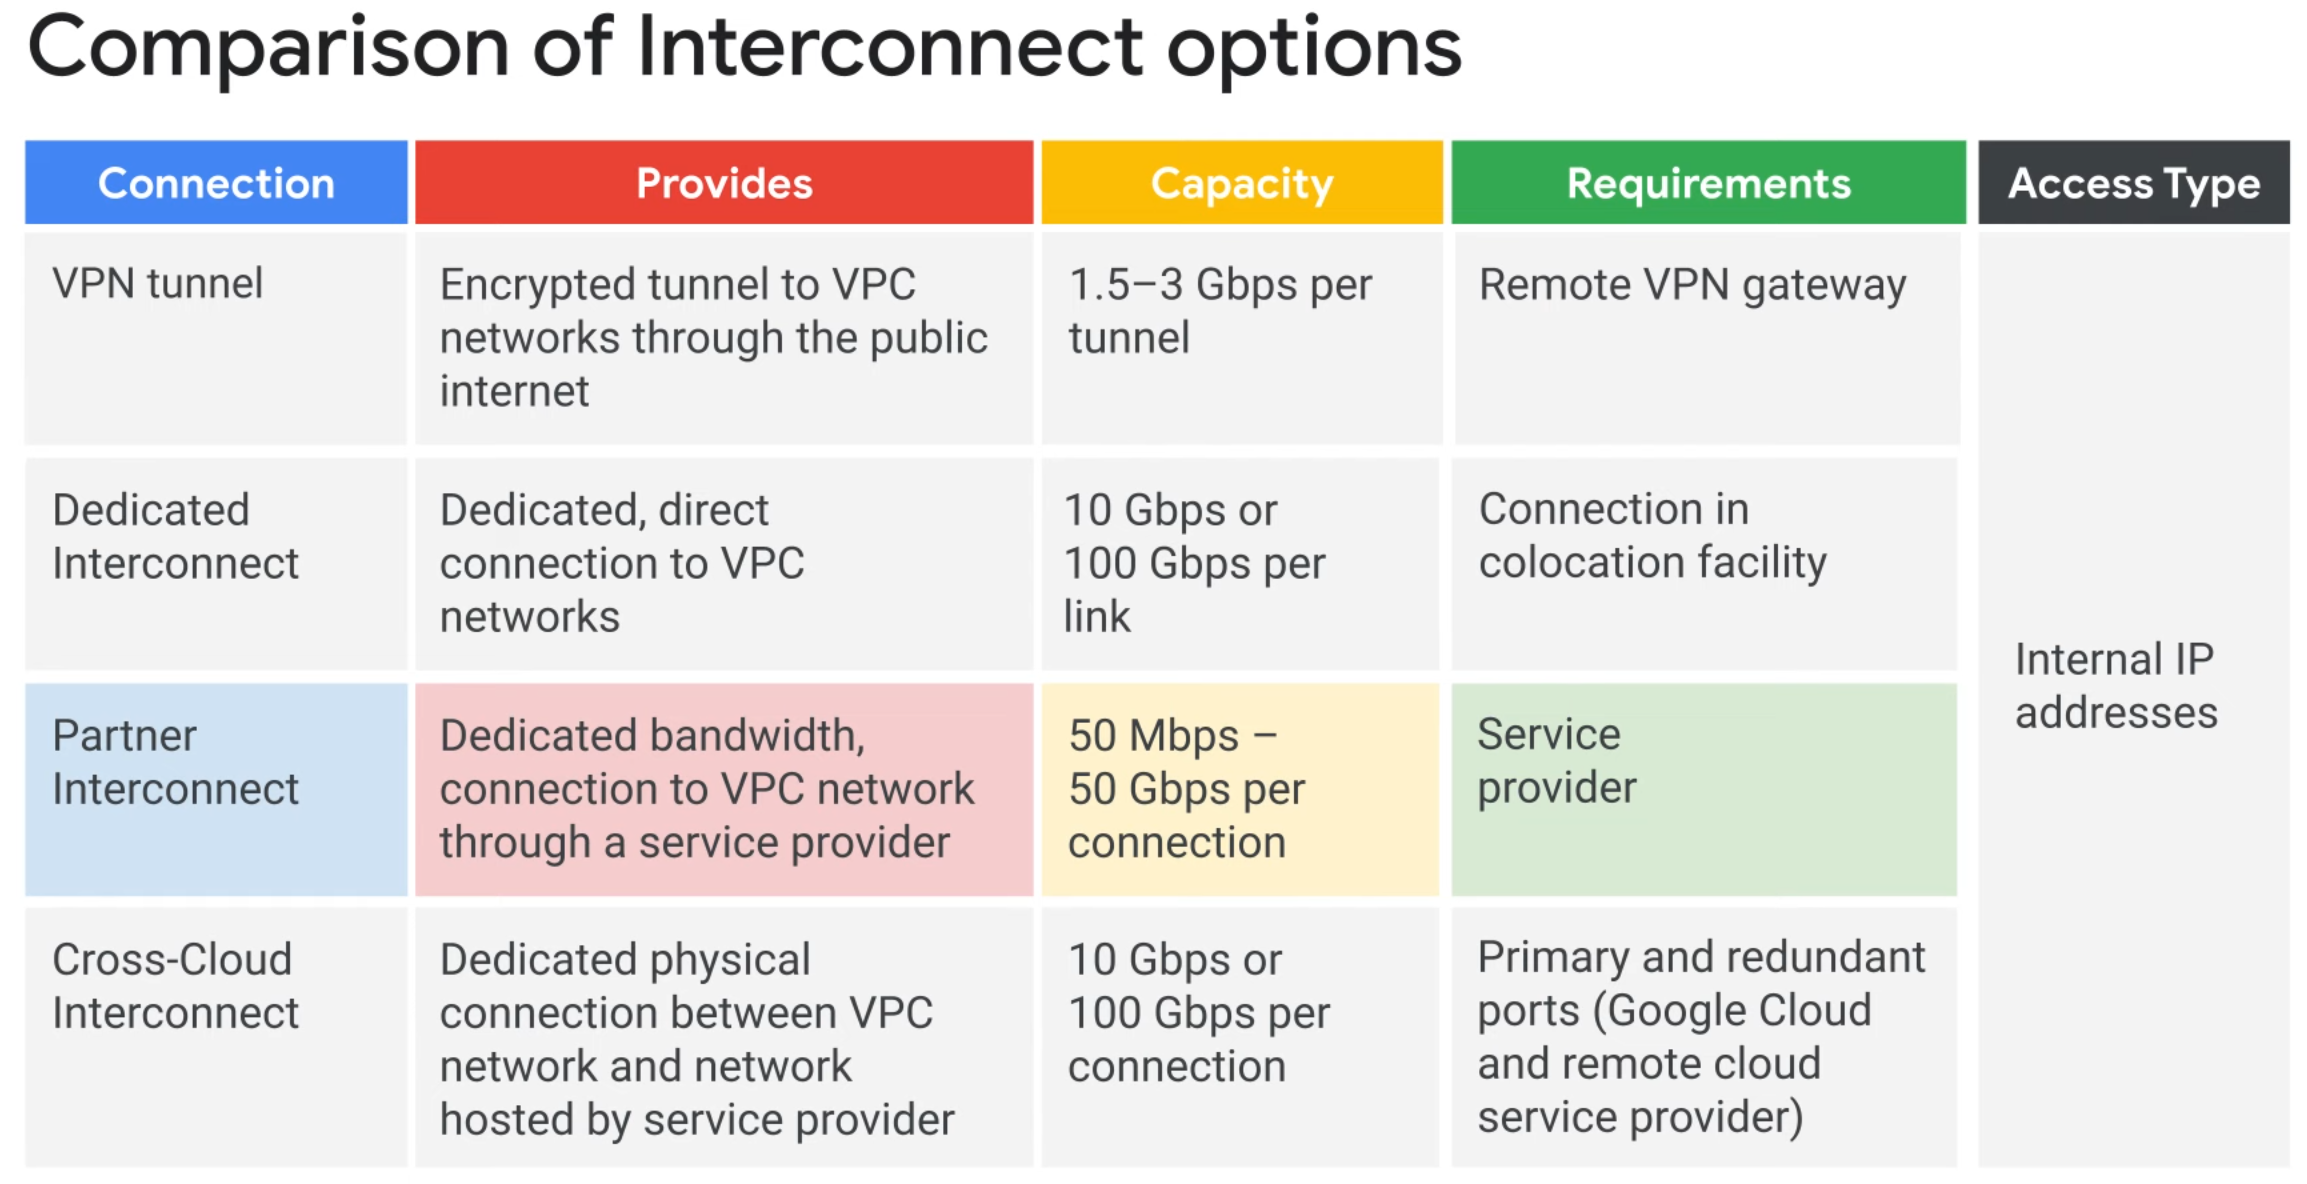 Comparison of Interconnect options
Connection
Provides
Capacity
Requirements
Access Type
VPN tunnel
Encrypted tunnel to VPC
networks through the public
internet
1.5–3 Gbps per
tunnel
Remote VPN gateway
Dedicated
Interconnect
Dedicated, direct
connection to VPC
networks
10 Gbps or
100 Gbps per
link
Connection in
colocation facility
Partner
Interconnect
Dedicated bandwidth,
connection to VPC network
through a service provider
50 Mbps –
50 Gbps per
connection
Service
provider
Cross-Cloud
Interconnect
Dedicated physical
connection between VPC
network and network
hosted by service provider
10 Gbps or
100 Gbps per
connection
Primary and redundant
ports (Google Cloud
and remote cloud
service provider)
Internal IP
addresses